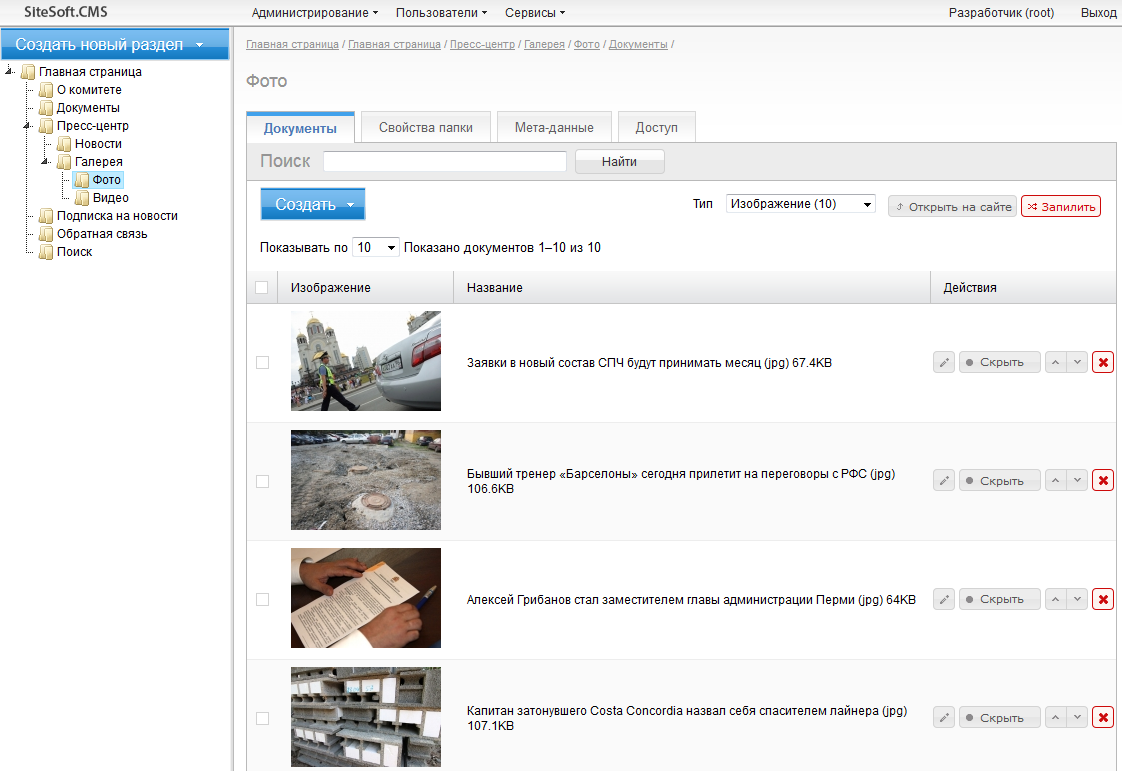 SiteSoft.CMS
Администрирование
Пользователи
Сервисы
Разработчик (root)
Выход
Создать новый раздел
Главная страница
О комитете
Документы
Пресс-центр
Новости
Галерея
Фото
Видео
Подписка на новости
Обратная связь
Поиск
Главная страница / Главная страница / Пресс-центр / Галерея / Фото / Документы /
Фото
Документы
Свойства папки
Мета-данные
Доступ
Поиск
Найти
Создать
Тип
Изображение (10)
Открыть на сайте
Запилить
Показывать по 10 Показано документов 1–10 из 10
Изображение
Название
Действия
Заявки в новый состав СПЧ будут принимать месяц (jpg) 67.4KB
Скрыть
Бывший тренер «Барселоны» сегодня прилетит на переговоры с РФС (jpg)
106.6KB
Скрыть
Алексей Грибанов стал заместителем главы администрации Перми (jpg) 64KB
Скрыть
Капитан затонувшего Costa Concordia назвал себя спасителем лайнера (jpg)
107.1KB
Скрыть